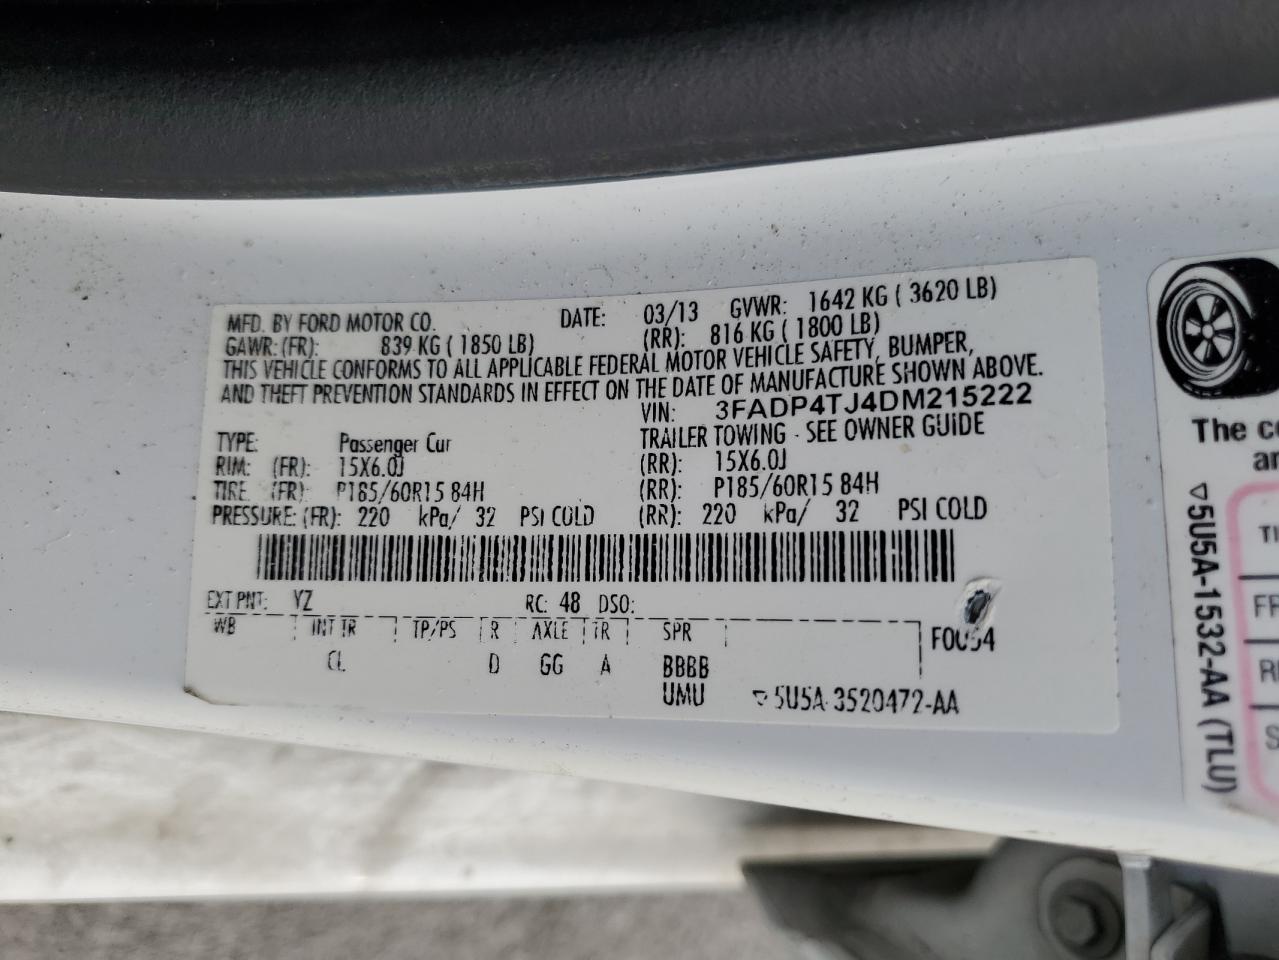 MFD. BY FORD MOTOR CO. DATE: 03/13 GVWR: 1642 KG ( 3620 LB)
GAWR: (FR): 839 KG ( 1850 LB) (RR): 816 KG ( 1800 LB)
THIS VEHICLE CONFORMS TO ALL APPLICABLE FEDERAL MOTOR VEHICLE SAFETY, BUMPER,
AND THEFT PREVENTION STANDARDS IN EFFECT ON THE DATE OF MANUFACTURE SHOWN ABOVE.
VIN: 3FADP4TJ4DM215222
TYPE: Passenger Car TRAILER TOWING - SEE OWNER GUIDE
RIM: (FR): 15X6.0J (RR): 15X6.0J
TIRE (FR): P185/60R15 84H (RR): P185/60R15 84H
PRESSURE: (FR): 220 kPa/ 32 PSI COLD (RR): 220 kPa/ 32 PSI COLD
EXT PNT: YZ RC: 48 DSO:
WB INT TR TP/PS R AXLE TR SPR F0054
CL D GG A BBBB
UMU 5U5A-3520472-AA
The
5U5A-1532-AA (TLU)